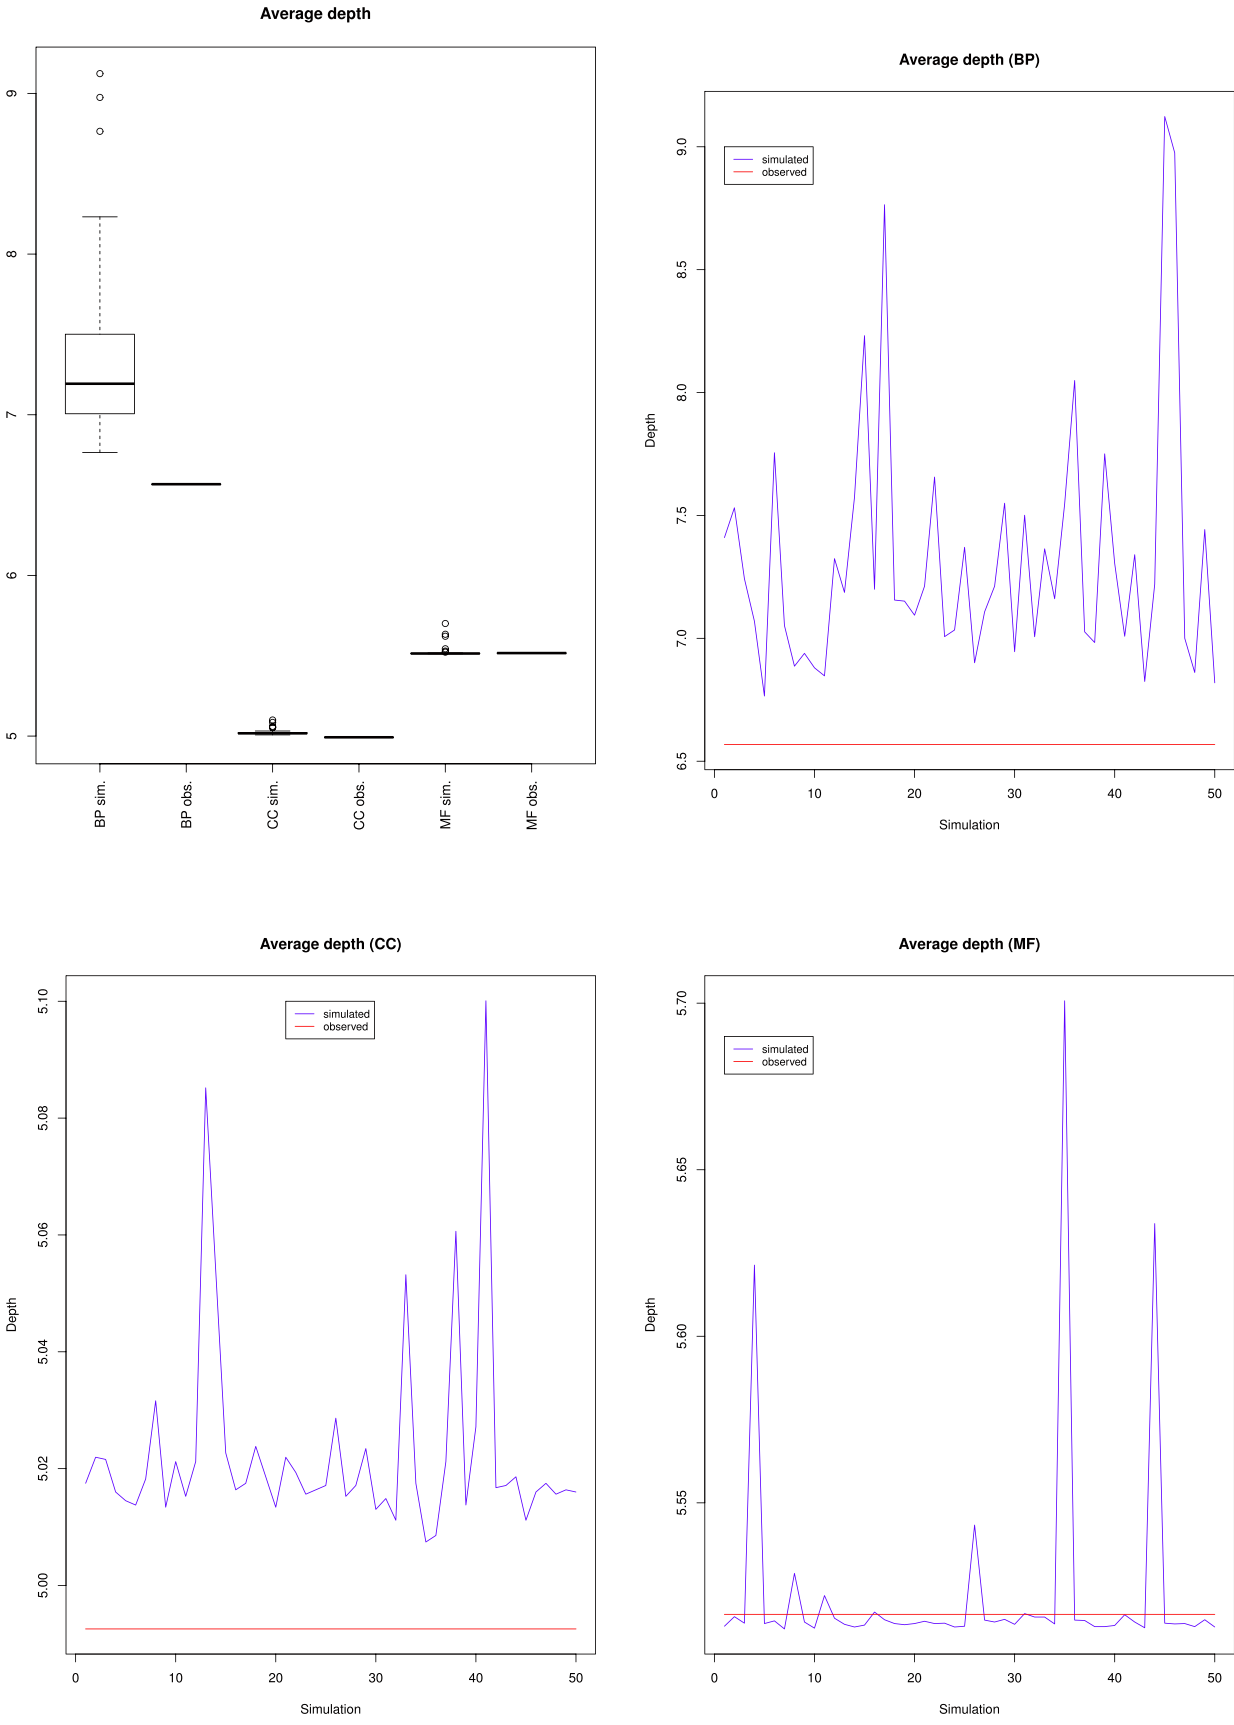 Average depth
9
8
7
6
5
BP sim.
BP obs.
CC sim.
CC obs.
MF sim.
MF obs.
Average depth (BP)
simulated
observed
Depth
9.0
8.5
8.0
7.5
7.0
6.5
0 10 20 30 40 50
Simulation
Average depth (CC)
simulated
observed
Depth
5.10
5.08
5.06
5.04
5.02
5.00
0 10 20 30 40 50
Simulation
Average depth (MF)
simulated
observed
Depth
5.70
5.65
5.60
5.55
0 10 20 30 40 50
Simulation